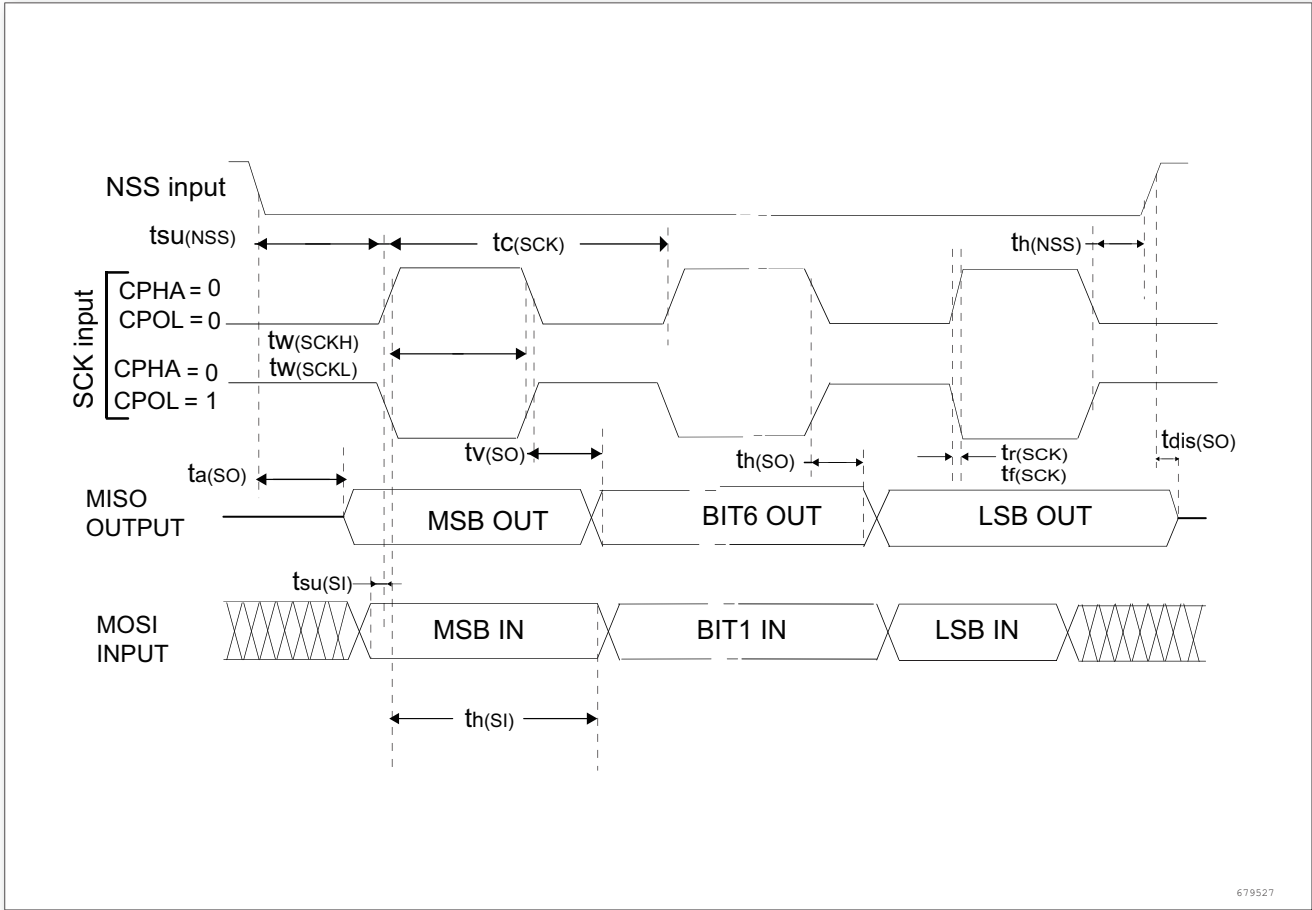 NSS input
tsu(NSS)
tc(SCK)
th(NSS)
SCK input
CPHA = 0
CPOL = 0
tw(SCKH)
tw(SCKL)
CPHA = 0
CPOL = 1
tv(SO)
th(SO)
tr(SCK)
tf(SCK)
tdis(SO)
ta(SO)
MISO
OUTPUT
MSB OUT
BIT6 OUT
LSB OUT
tsu(SI)
MOSI
INPUT
MSB IN
BIT1 IN
LSB IN
th(SI)
679527